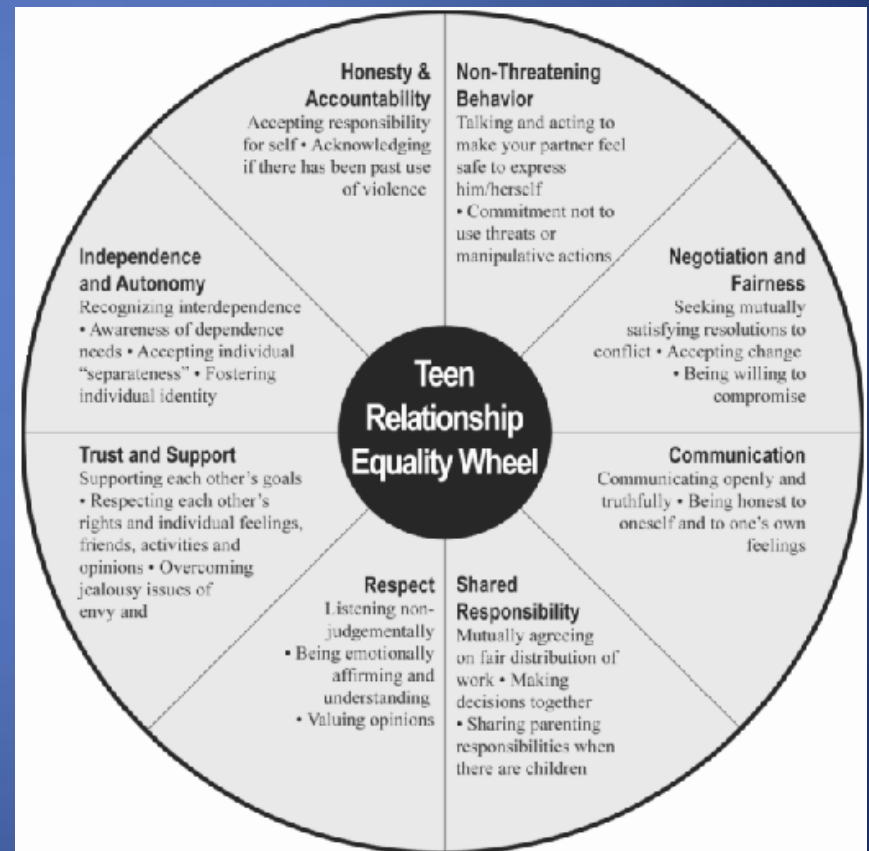 Honesty &
Accountability
Accepting responsibility
for self • Acknowledging
if there has been past use
of violence
Non-Threatening
Behavior
Talking and acting to
make your partner feel
safe to express
him/herself
• Commitment not to
use threats or
manipulative actions
Negotiation and
Fairness
Seeking mutually
satisfying resolutions to
conflict • Accepting change
• Being willing to
compromise
Communication
Communicating openly and
truthfully • Being honest to
oneself and to one's own
feelings
Shared
Responsibility
Mutually agreeing
on fair distribution of
work • Making
decisions together
• Sharing parenting
responsibilities when
there are children
Respect
Listening non-
judgementally
• Being emotionally
affirming and
understanding
• Valuing opinions
Trust and Support
Supporting each other's goals
• Respecting each other's
rights and individual feelings,
friends, activities and
opinions • Overcoming
jealousy issues of
envy and
Independence
and Autonomy
Recognizing interdependence
• Awareness of dependence
needs • Accepting individual
"separateness" • Fostering
individual identity
Teen
Relationship
Equality Wheel